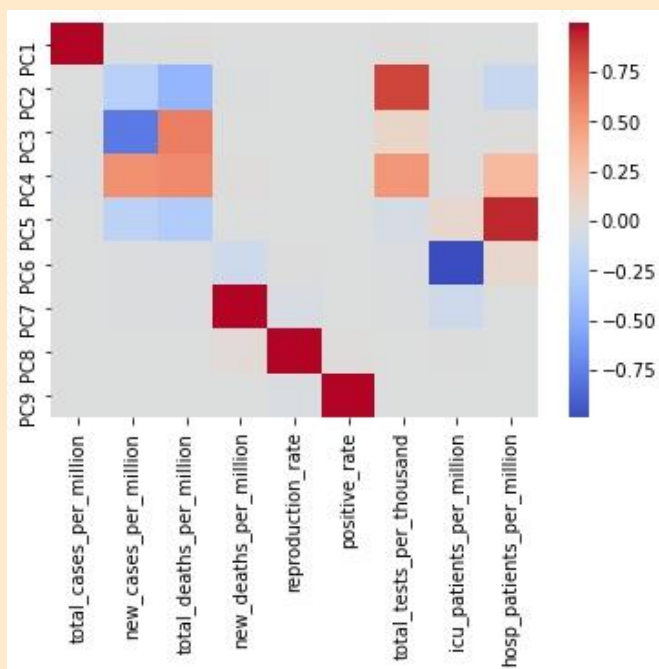 PC1
PC2
PC3
PC4
PC5
PC6
PC7
PC8
PC9
total_cases_per_million
new_cases_per_million
total_deaths_per_million
new_deaths_per_million
reproduction_rate
positive_rate
total_tests_per_thousand
icu_patients_per_million
hosp_patients_per_million
0.75
0.50
0.25
0.00
−0.25
−0.50
−0.75